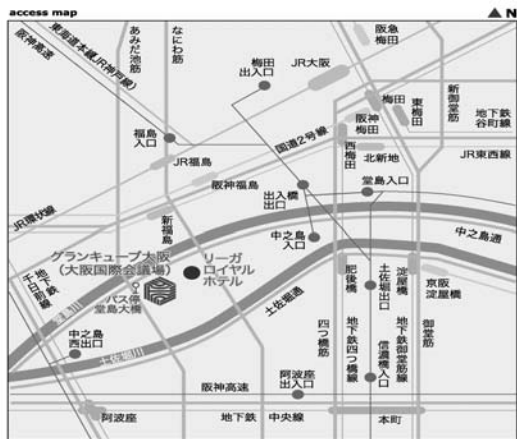 access map
▲N
東海道本線(JR神戸線)
阪神高速
あみだ池筋
なにわ筋
梅田
出入口
JR大阪
阪急
梅田
梅田
東梅田
新御堂筋
地下鉄
谷町線
福島
入口
国道2号線
阪神
梅田
西梅田
北新地
JR東西線
JR福島
阪神福島
出入橋
出口
堂島入口
JR環状線
新福島
中之島
入口
中之島通
グランキューブ大阪
(大阪国際会議場)
リーガ
ロイヤル
ホテル
地下鉄
千日前線
バス停
堂島大橋
堂島川
土佐堀通
肥後橋
土佐堀出口
淀屋橋
京阪
淀屋橋
中之島
西出口
土佐堀川
四つ橋筋
地下鉄四つ橋線
信濃橋入口
地下鉄御堂筋線
御堂筋
阿波座
出入口
阪神高速
阿波座
地下鉄
中央線
本町